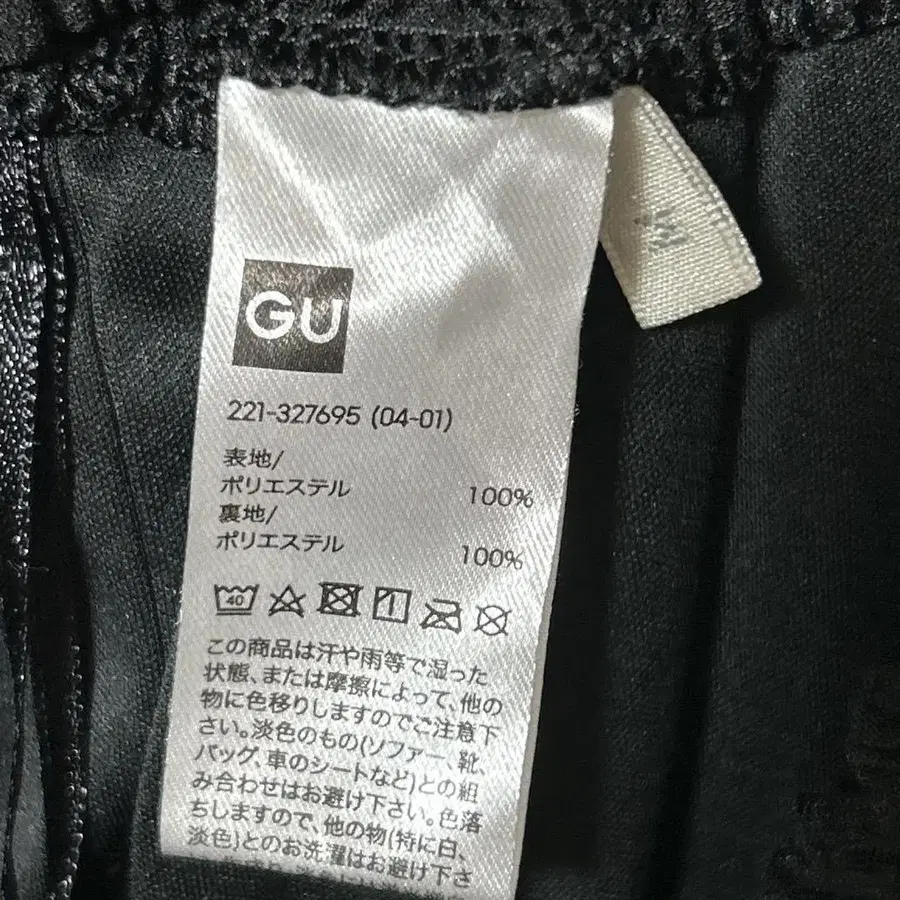 GU
221-327695 (04-01)
表地/
ポリエステル 100%
裏地/
ポリエステル 100%
40
この商品は汗や雨等で湿った
状態、または摩擦によって、他の
物に色移りしますのでご注意下
さい。淡色のもの(ソファー、靴、
バッグ、車のシートなど)との組
み合わせはお避け下さい。色落
ちしますので、他の物(特に白、
淡色)とのお洗濯はお避け下さ